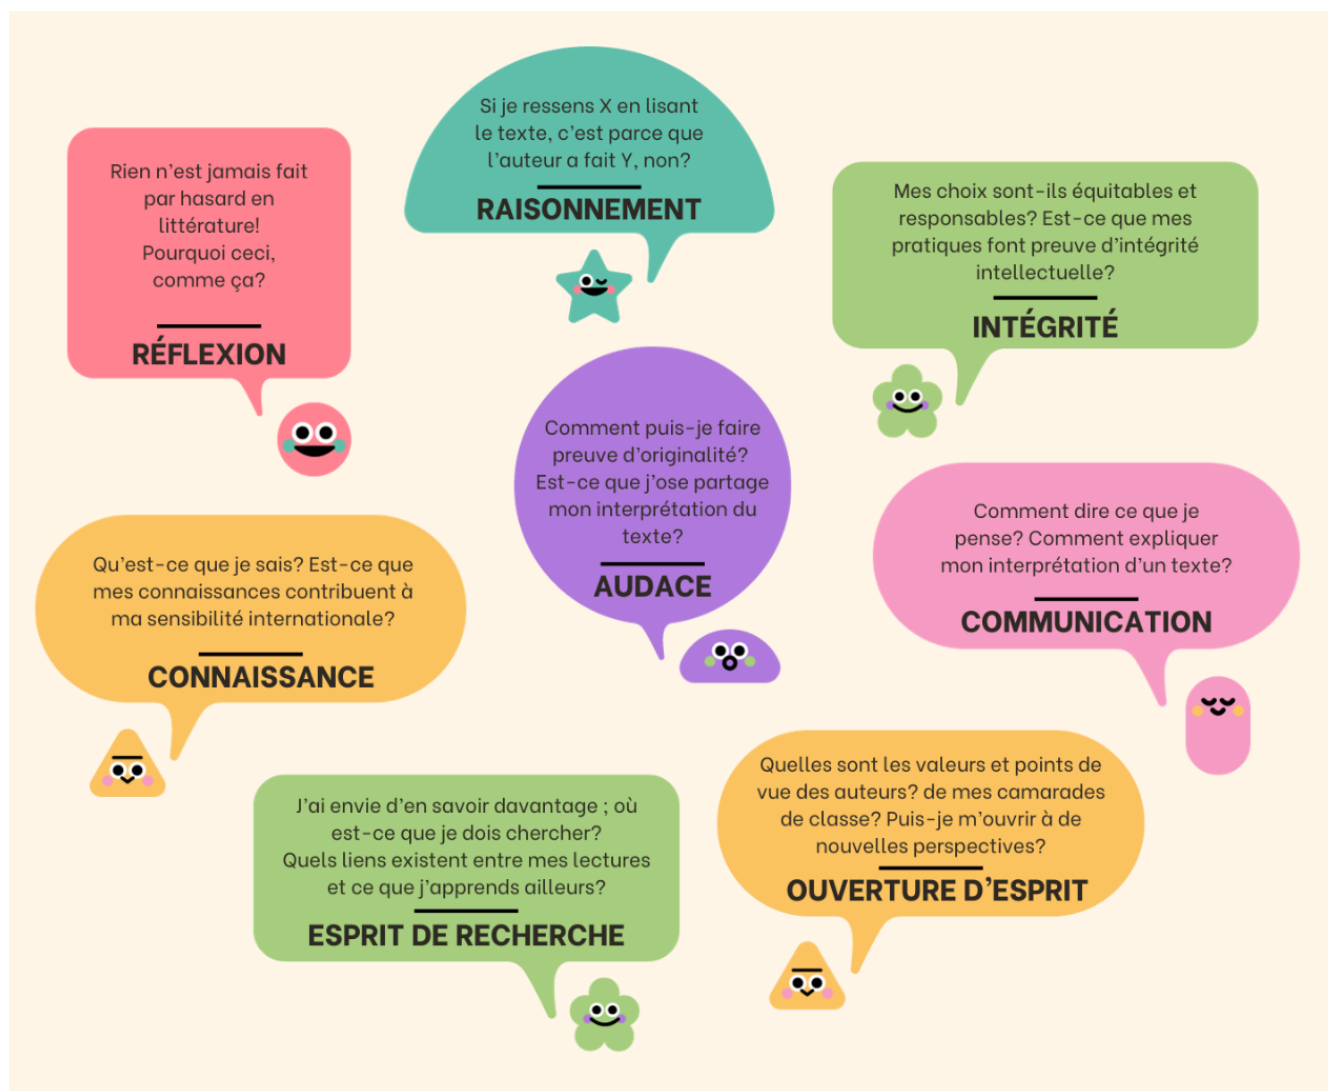 Si je ressens X en lisant
le texte, c'est parce que
l'auteur a fait Y, non?
RAISONNEMENT
Rien n'est jamais fait
par hasard en
littérature!
Pourquoi ceci,
comme ça?
RÉFLEXION
Mes choix sont-ils équitables et
responsables? Est-ce que mes
pratiques font preuve d'intégrité
intellectuelle?
INTÉGRITÉ
Comment puis-je faire
preuve d'originalité?
Est-ce que j'ose partage
mon interprétation du
texte?
AUDACE
Comment dire ce que je
pense? Comment expliquer
mon interprétation d'un texte?
COMMUNICATION
Qu'est-ce que je sais? Est-ce que
mes connaissances contribuent à
ma sensibilité internationale?
CONNAISSANCE
Quelles sont les valeurs et points de
vue des auteurs? de mes camarades
de classe? Puis-je m'ouvrir à de
nouvelles perspectives?
OUVERTURE D'ESPRIT
J'ai envie d'en savoir davantage ; où
est-ce que je dois chercher?
Quels liens existent entre mes lectures
et ce que j'apprends ailleurs?
ESPRIT DE RECHERCHE